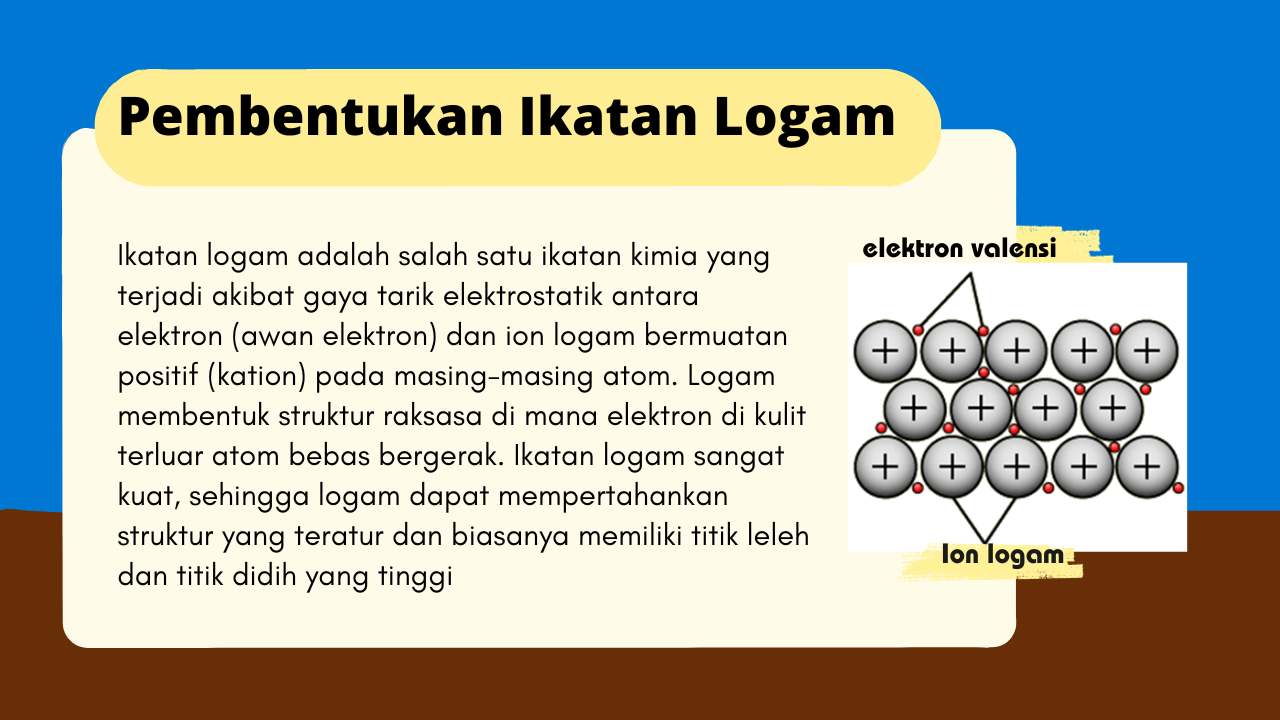 Pembentukan Ikatan Logam
Ikatan logam adalah salah satu ikatan kimia yang
terjadi akibat gaya tarik elektrostatik antara
elektron (awan elektron) dan ion logam bermuatan
positif (kation) pada masing-masing atom. Logam
membentuk struktur raksasa di mana elektron di kulit
terluar atom bebas bergerak. Ikatan logam sangat
kuat, sehingga logam dapat mempertahankan
struktur yang teratur dan biasanya memiliki titik leleh
dan titik didih yang tinggi
elektron valensi
+ + + + +
+ + + +
+ + + + +
Ion logam